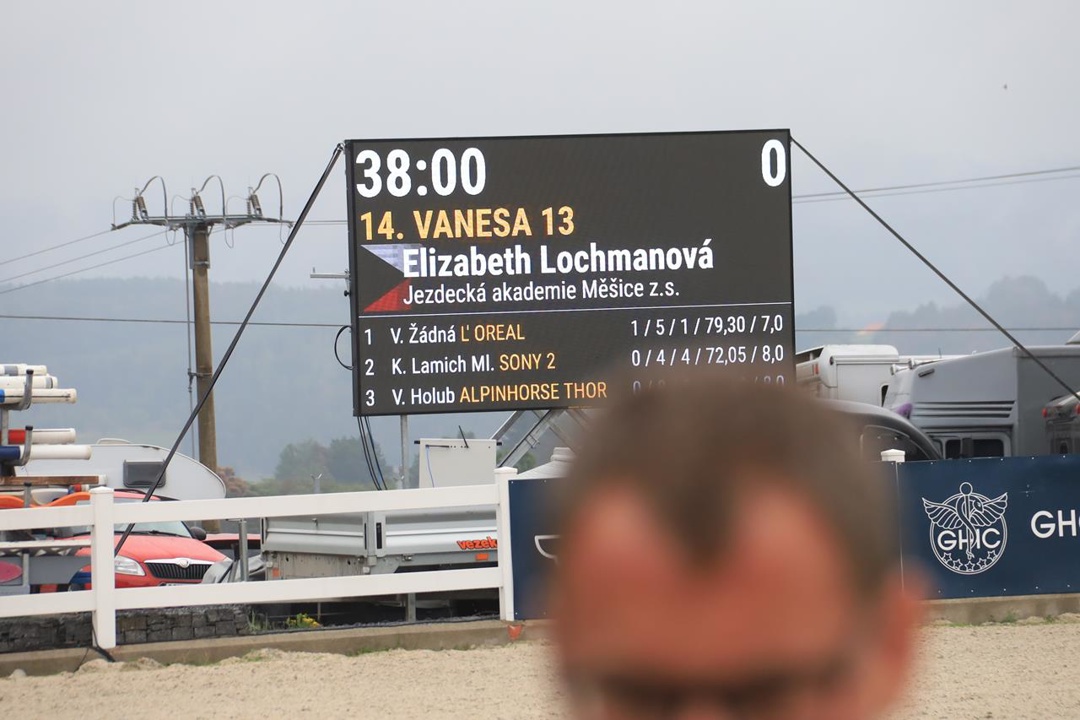 38:00 0
14. VANESA 13
Elizabeth Lochmanová
Jezdecká akademie Měšice z.s.
1 V. Žádná Ľ OREAL 1 / 5 / 1 / 79,30 / 7,0
2 K. Lamich Ml. SONY 2 0 / 4 / 4 / 72,05 / 8,0
3 V. Holub ALPINHORSE THOR
vezeko
GHC
GH